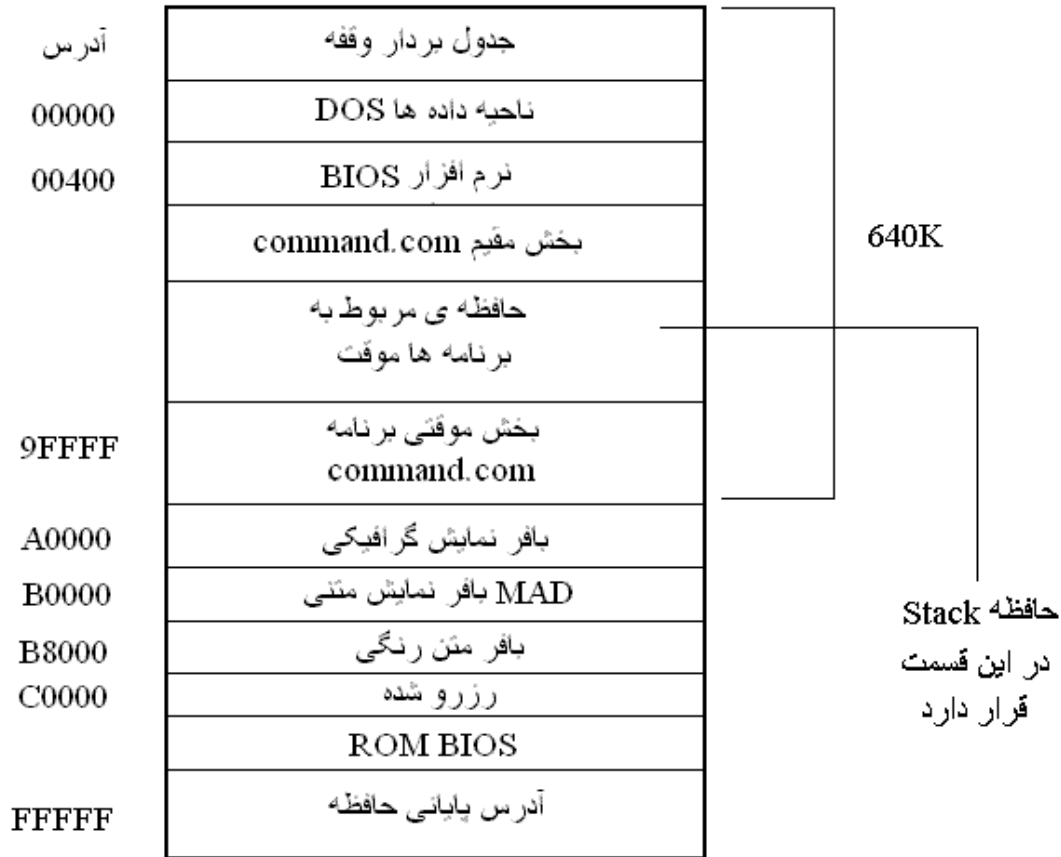 آدرس
جدول بردار وقفه
00000
ناحیه داده ها DOS
00400
نرم افزار BIOS
بخش مقیم command.com
640K
حافظه ی مربوط به
برنامه ها موقت
9FFFF
بخش موقتی برنامه
command.com
A0000
بافر نمایش گرافیکی
B0000
MAD بافر نمایش متنی
B8000
بافر متن رنگی
C0000
رزرو شده
ROM BIOS
FFFFF
آدرس پایانی حافظه
حافظه Stack
در این قسمت
قرار دارد